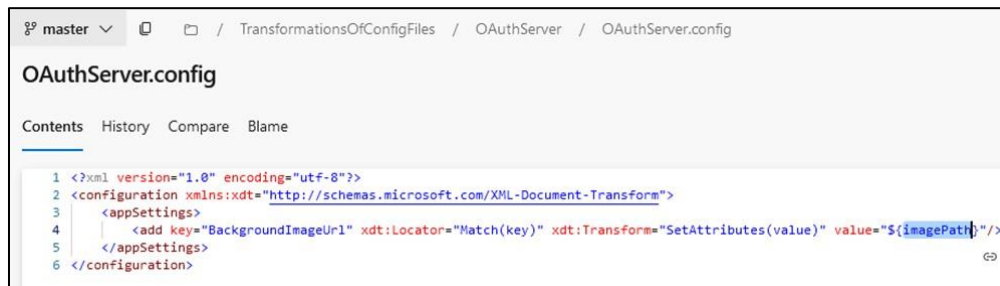 master / TransformationsOfConfigFiles / OAuthServer / OAuthServer.config
OAuthServer.config
Contents History Compare Blame
1 <?xml version="1.0" encoding="utf-8"?>
2 <configuration xmlns:xdt="http://schemas.microsoft.com/XML-Document-Transform">
3 <appSettings>
4 <add key="BackgroundImageUrl" xdt:Locator="Match(key)" xdt:Transform="SetAttributes(value)" value="${imagePath}"/>
5 </appSettings>
6 </configuration>